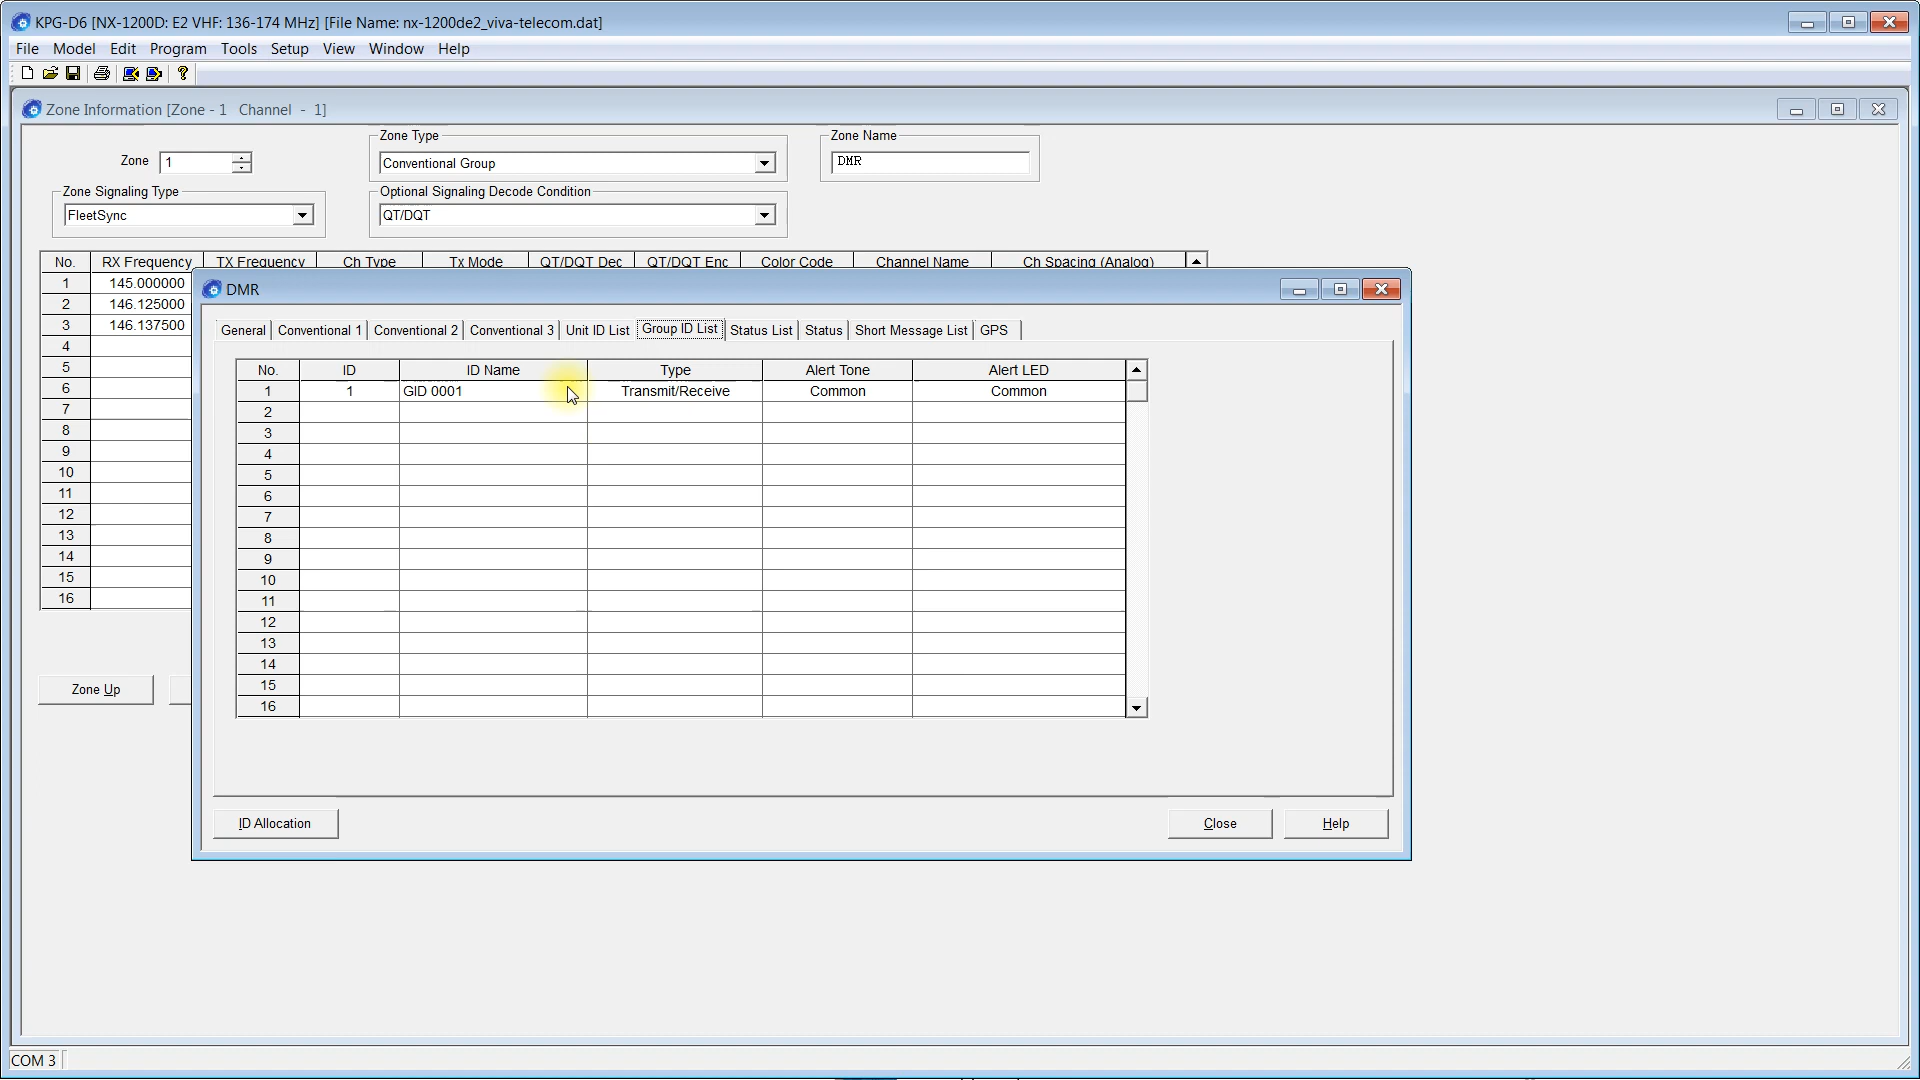 KPG-D6 [NX-1200D: E2 VHF: 136-174 MHz] [File Name: nx-1200de2_viva-telecom.dat]
File Model Edit Program Tools Setup View Window Help
Zone Information [Zone - 1 Channel - 1]
Zone Type
Zone Name
Zone 1
Conventional Group
DMR
Zone Signaling Type
Optional Signaling Decode Condition
FleetSync
QT/DQT
No. RX Frequency TX Frequency Ch Type Tx Mode QT/DQT Dec QT/DQT Enc Color Code Channel Name Ch Spacing (Analog)
1 145.000000
2 146.125000
3 146.137500
4
5
6
7
8
9
10
11
12
13
14
15
16
Zone Up
DMR
General Conventional 1 Conventional 2 Conventional 3 Unit ID List Group ID List Status List Status Short Message List GPS
No. ID ID Name Type Alert Tone Alert LED
1 1 GID 0001 Transmit/Receive Common Common
2
3
4
5
6
7
8
9
10
11
12
13
14
15
16
ID Allocation Close Help
COM 3